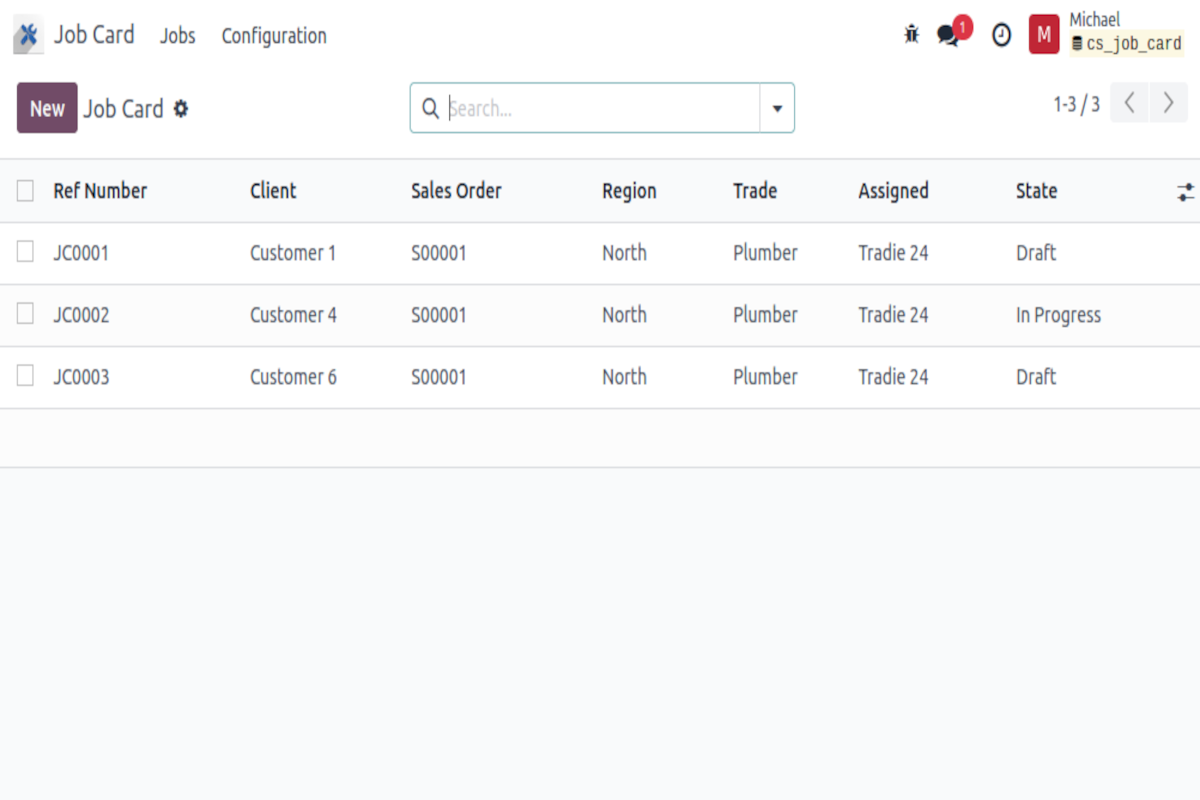 Job Card Jobs Configuration 1 M Michael
cs_job_card
New Job Card Search... 1-3 / 3
Ref Number Client Sales Order Region Trade Assigned State
JC0001 Customer 1 S00001 North Plumber Tradie 24 Draft
JC0002 Customer 4 S00001 North Plumber Tradie 24 In Progress
JC0003 Customer 6 S00001 North Plumber Tradie 24 Draft